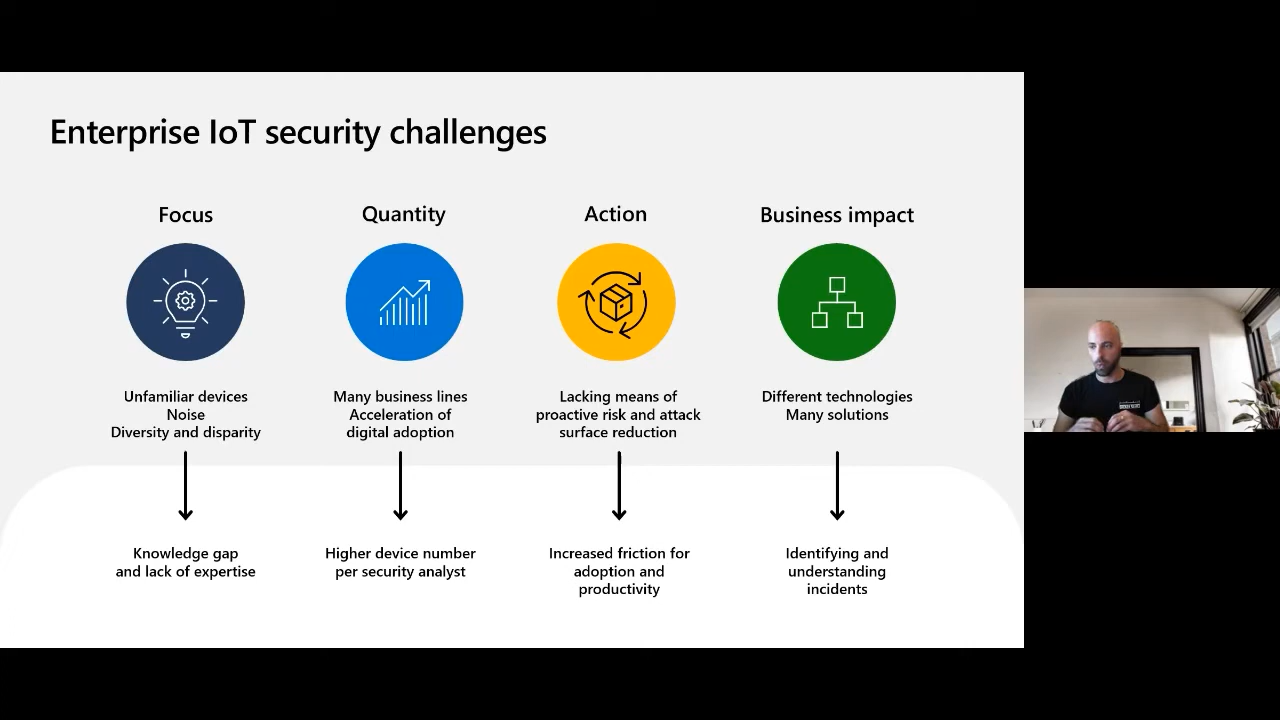 Enterprise IoT security challenges
Focus
Unfamiliar devices
Noise
Diversity and disparity
Knowledge gap
and lack of expertise
Quantity
Many business lines
Acceleration of
digital adoption
Higher device number
per security analyst
Action
Lacking means of
proactive risk and attack
surface reduction
Increased friction for
adoption and
productivity
Business impact
Different technologies
Many solutions
Identifying and
understanding
incidents